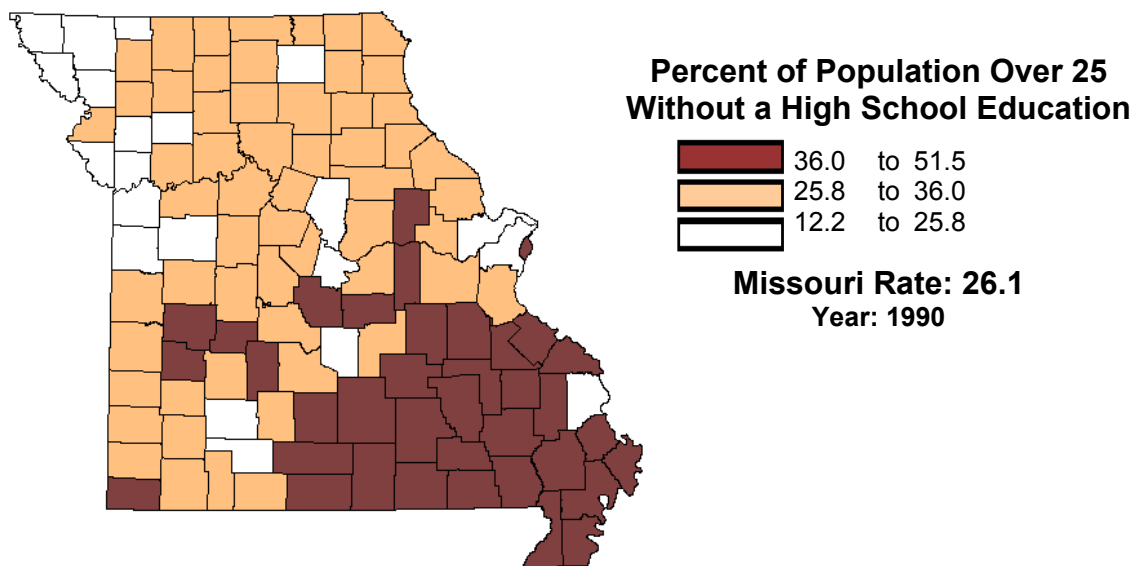 Percent of Population Over 25
Without a High School Education
36.0 to 51.5
25.8 to 36.0
12.2 to 25.8
Missouri Rate: 26.1
Year: 1990